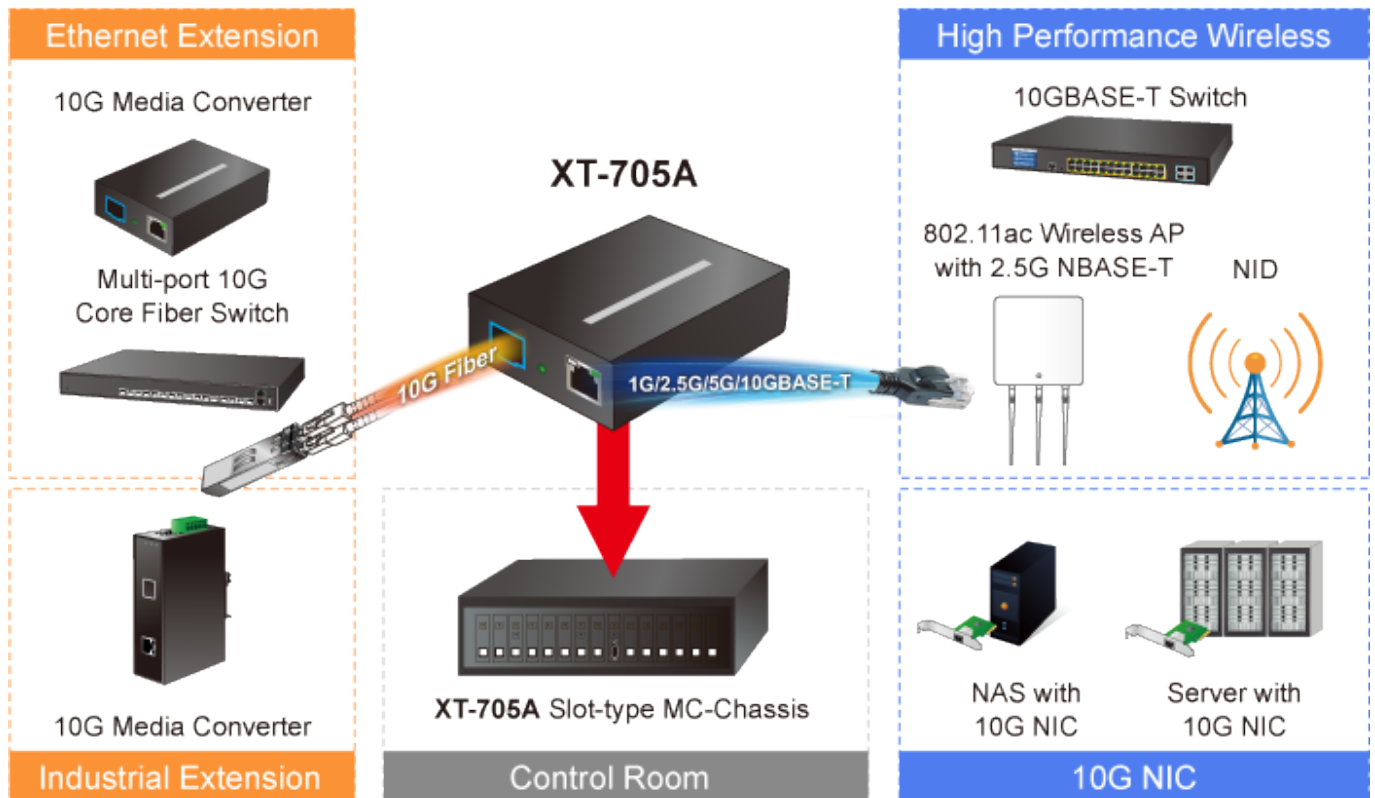 Ethernet Extension
10G Media Converter
Multi-port 10G
Core Fiber Switch
10G Media Converter
Industrial Extension
XT-705A
10G Fiber
1G/2.5G/5G/10GBASE-T
XT-705A Slot-type MC-Chassis
Control Room
High Performance Wireless
10GBASE-T Switch
802.11ac Wireless AP
with 2.5G NBASE-T
NID
NAS with
10G NIC
Server with
10G NIC
10G NIC